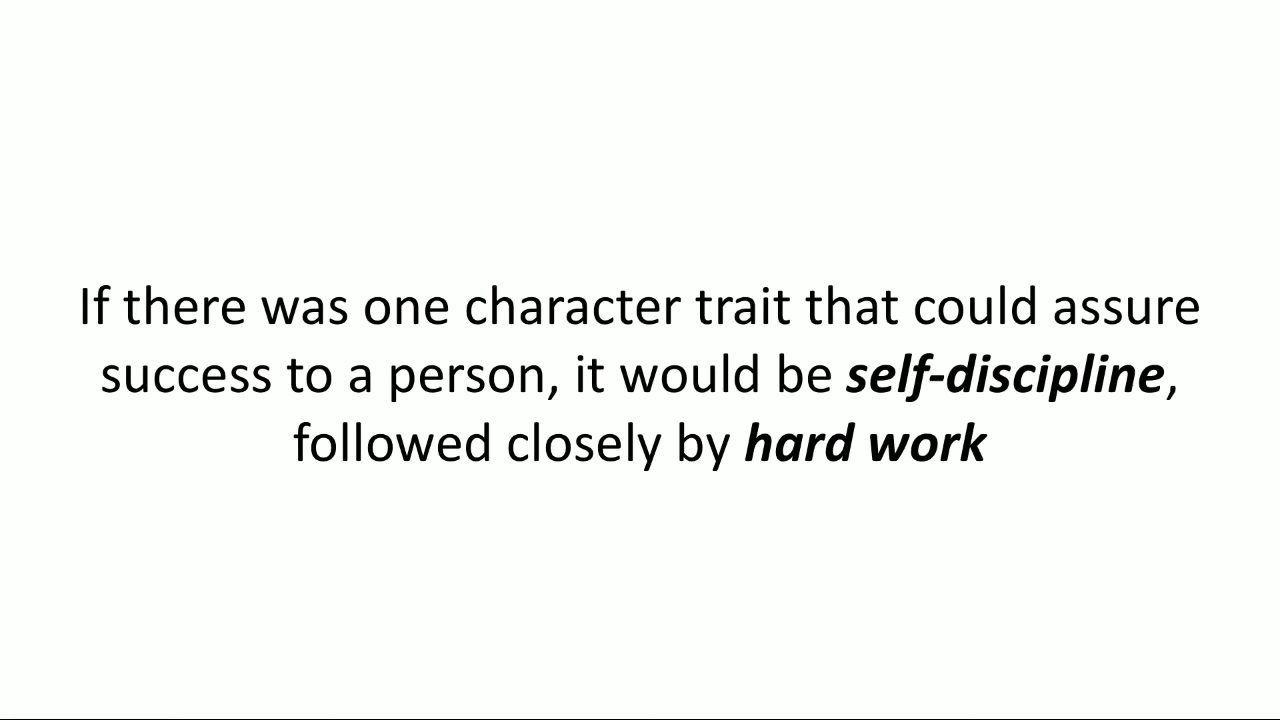 If there was one character trait that could assure
success to a person, it would be self-discipline,
followed closely by hard work